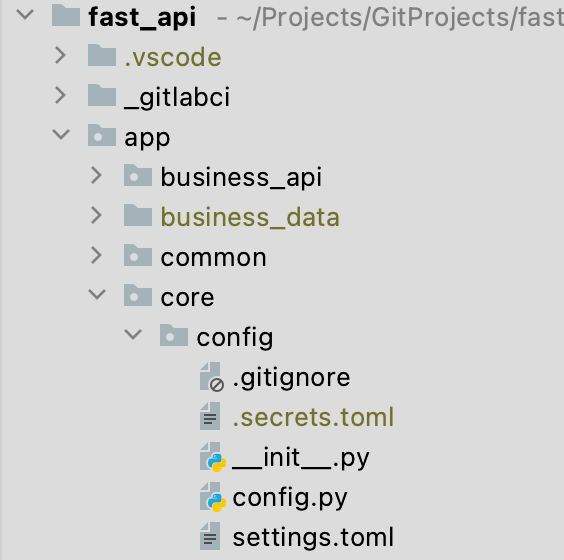 fast_api - ~/Projects/GitProjects/fast
.vscode
_gitlabci
app
business_api
business_data
common
core
config
.gitignore
.secrets.toml
__init__.py
config.py
settings.toml